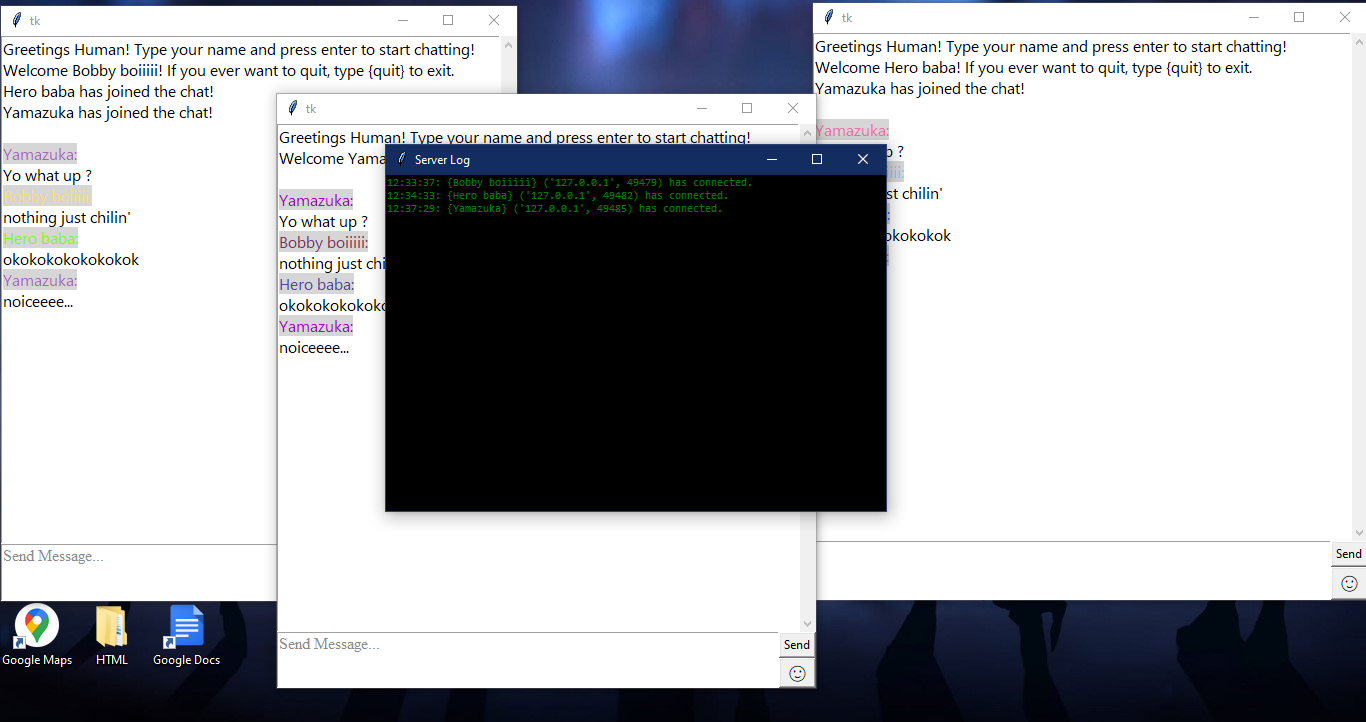 tk
Greetings Human! Type your name and press enter to start chatting!
Welcome Bobby boiiiii! If you ever want to quit, type {quit} to exit.
Hero baba has joined the chat!
Yamazuka has joined the chat!
Yamazuka:
Yo what up ?
Bobby boiiiii:
nothing just chilin'
Hero baba:
okokokokokokokok
Yamazuka:
noiceeee...
Send Message...
tk
Greetings Human! Type your name and press enter to start chatting!
Welcome Yama
Yamazuka:
Yo what up ?
Bobby boiiiii:
nothing just chi
Hero baba:
okokokokokoko
Yamazuka:
noiceeee...
Send Message...
Send
Server Log
12:33:37: {Bobby boiiiii} ('127.0.0.1', 49479) has connected.
12:34:33: {Hero baba} ('127.0.0.1', 49482) has connected.
12:37:29: {Yamazuka} ('127.0.0.1', 49485) has connected.
tk
Greetings Human! Type your name and press enter to start chatting!
Welcome Hero baba! If you ever want to quit, type {quit} to exit.
Yamazuka has joined the chat!
Yamazuka:
?
st chilin'
okokokok
Send
Google Maps
HTML
Google Docs